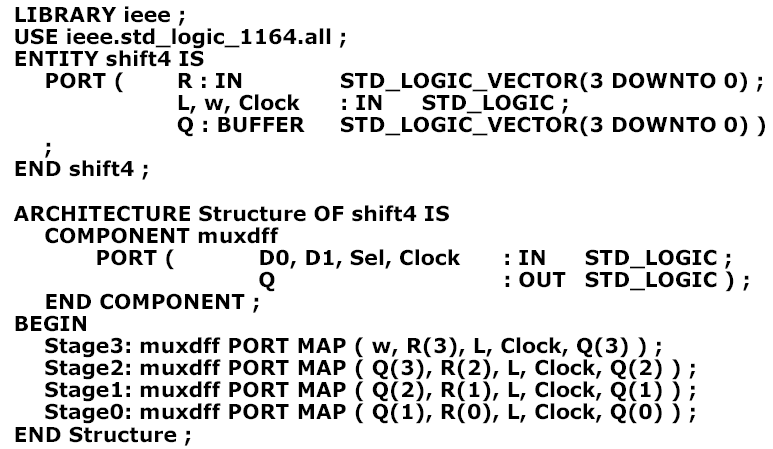 LIBRARY ieee ;
USE ieee.std_logic_1164.all ;
ENTITY shift4 IS
PORT ( R : IN STD_LOGIC_VECTOR(3 DOWNTO 0) ;
L, w, Clock : IN STD_LOGIC ;
Q : BUFFER STD_LOGIC_VECTOR(3 DOWNTO 0) )
;
END shift4 ;

ARCHITECTURE Structure OF shift4 IS
COMPONENT muxdff
PORT ( D0, D1, Sel, Clock : IN STD_LOGIC ;
Q : OUT STD_LOGIC ) ;
END COMPONENT ;
BEGIN
Stage3: muxdff PORT MAP ( w, R(3), L, Clock, Q(3) ) ;
Stage2: muxdff PORT MAP ( Q(3), R(2), L, Clock, Q(2) ) ;
Stage1: muxdff PORT MAP ( Q(2), R(1), L, Clock, Q(1) ) ;
Stage0: muxdff PORT MAP ( Q(1), R(0), L, Clock, Q(0) ) ;
END Structure ;